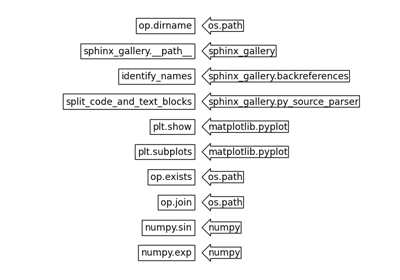 op.dirname os.path
sphinx_gallery.__path__ sphinx_gallery
identify_names sphinx_gallery.backreferences
split_code_and_text_blocks sphinx_gallery.py_source_parser
plt.show matplotlib.pyplot
plt.subplots matplotlib.pyplot
op.exists os.path
op.join os.path
numpy.sin numpy
numpy.exp numpy